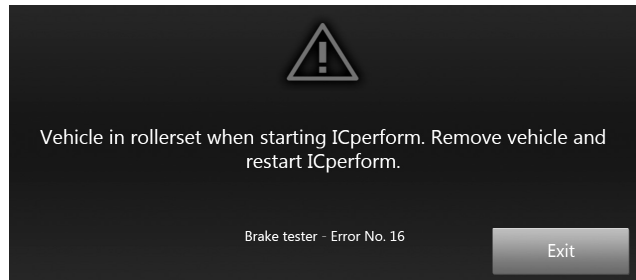 Vehicle in rollerset when starting ICperform. Remove vehicle and
restart ICperform.
Brake tester - Error No. 16
Exit